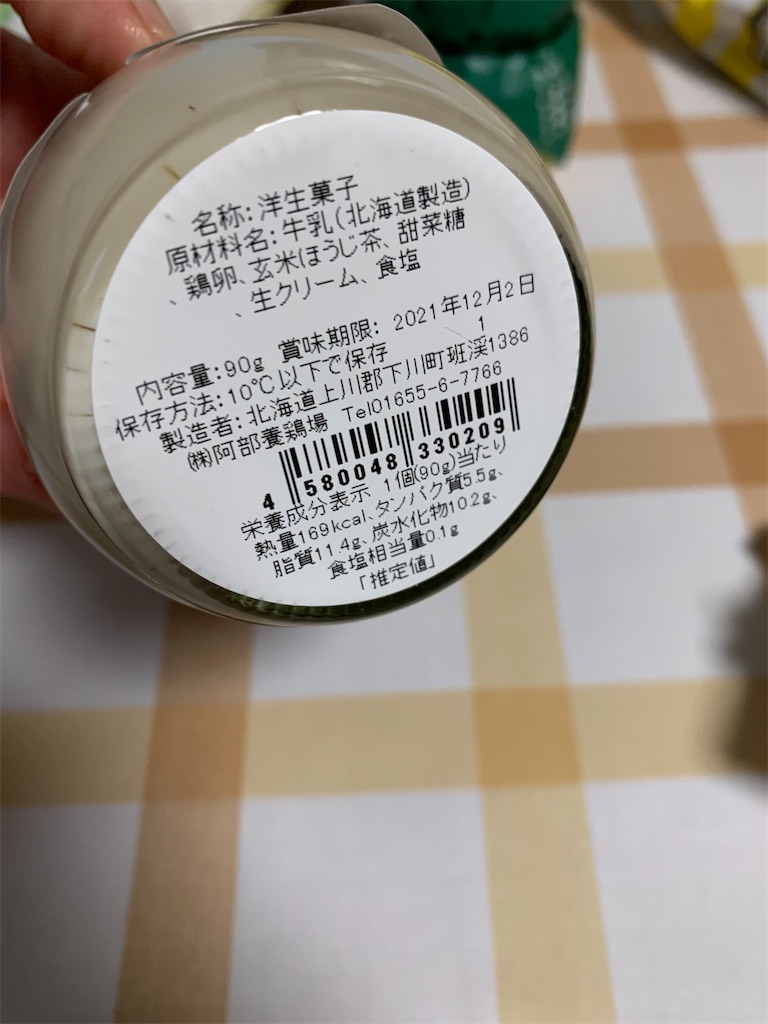 名称:洋生菓子
原材料名:牛乳(北海道製造)
、鶏卵、玄米ほうじ茶、甜菜糖
、生クリーム、食塩
内容量:90g 賞味期限: 2021年12月2日
保存方法:10℃以下で保存 1
製造者:北海道上川郡下川町班渓1386
㈱阿部養鶏場 Tel01655-6-7766
4 580048 330209
栄養成分表示 1個(90g)当たり
熱量169kcal、タンパク質5.5g、
脂質11.4g、炭水化物10.2g、
食塩相当量0.1g
「推定値」